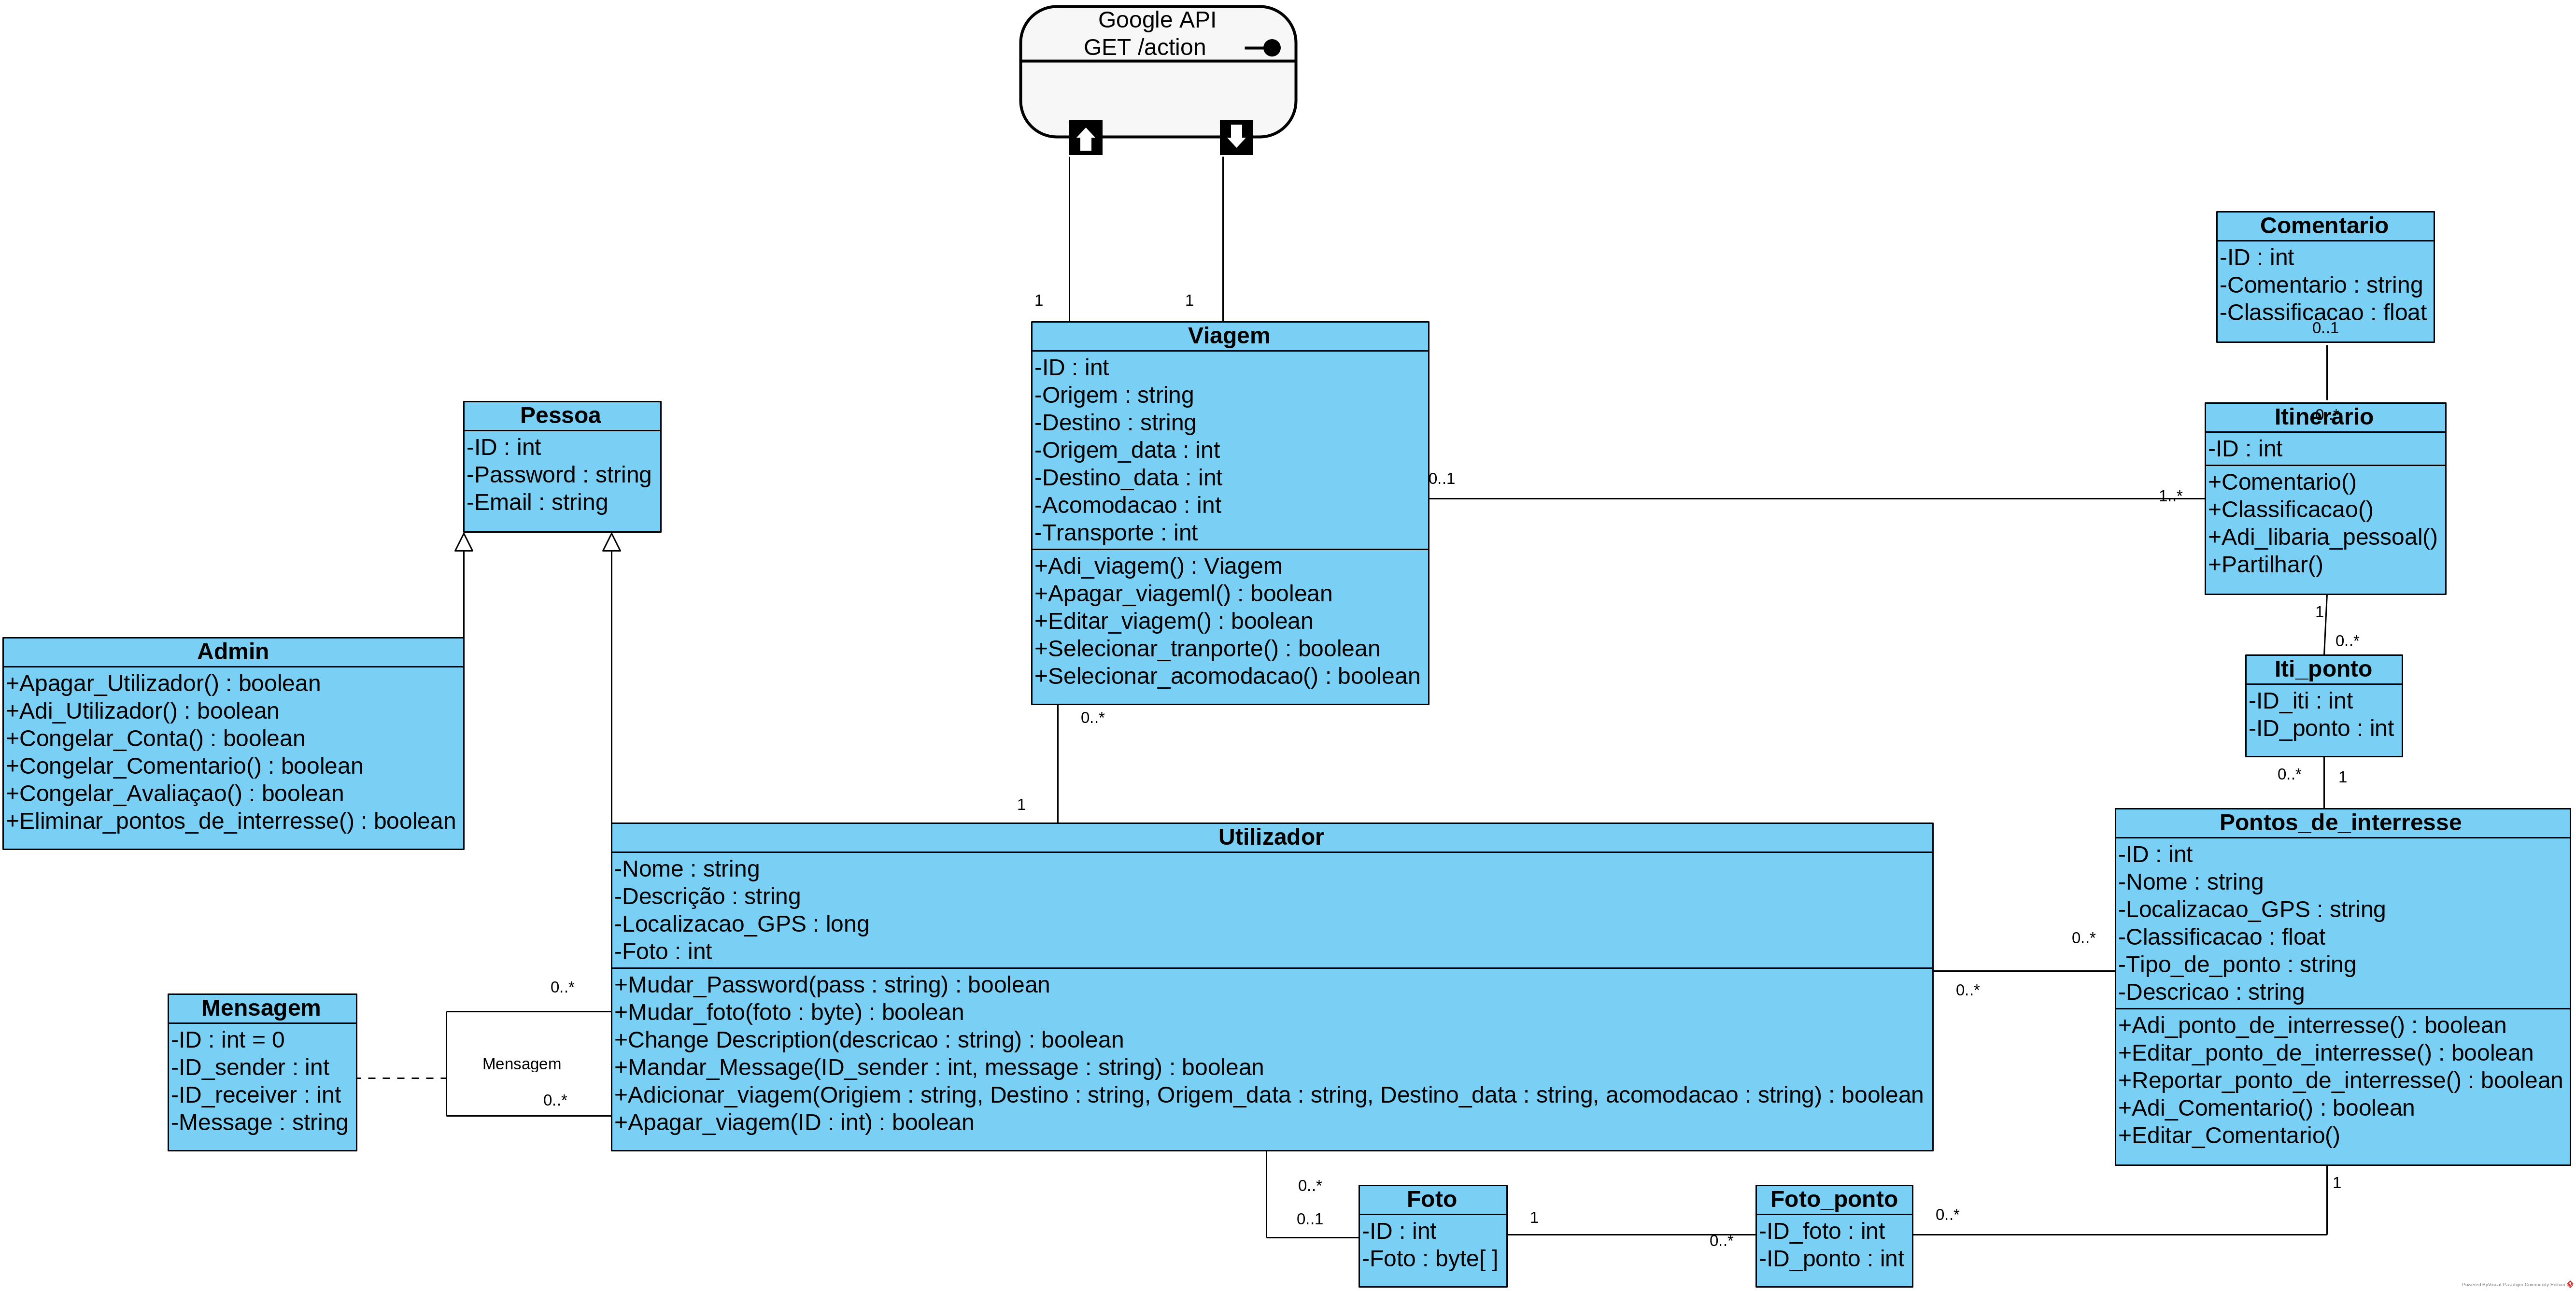 Google API
GET /action
1
1
Comentario
-ID : int
-Comentario : string
-Classificacao : float
0..1
0..*
Itinerario
-ID : int
+Comentario()
+Classificacao()
+Adi_libaria_pessoal()
+Partilhar()
Viagem
-ID : int
-Origem : string
-Destino : string
-Origem_data : int
-Destino_data : int
-Acomodacao : int
-Transporte : int
+Adi_viagem() : Viagem
+Apagar_viageml() : boolean
+Editar_viagem() : boolean
+Selecionar_tranporte() : boolean
+Selecionar_acomodacao() : boolean
0..1
1..*
Pessoa
-ID : int
-Password : string
-Email : string
Admin
+Apagar_Utilizador() : boolean
+Adi_Utilizador() : boolean
+Congelar_Conta() : boolean
+Congelar_Comentario() : boolean
+Congelar_Avaliaçao() : boolean
+Eliminar_pontos_de_interresse() : boolean
1
0..*
Iti_ponto
-ID_iti : int
-ID_ponto : int
0..*
1
0..*
1
Utilizador
-Nome : string
-Descrição : string
-Localizacao_GPS : long
-Foto : int
+Mudar_Password(pass : string) : boolean
+Mudar_foto(foto : byte) : boolean
+Change Description(descricao : string) : boolean
+Mandar_Message(ID_sender : int, message : string) : boolean
+Adicionar_viagem(Origiem : string, Destino : string, Origem_data : string, Destino_data : string, acomodacao : string) : boolean
+Apagar_viagem(ID : int) : boolean
Pontos_de_interresse
-ID : int
-Nome : string
-Localizacao_GPS : string
-Classificacao : float
-Tipo_de_ponto : string
-Descricao : string
+Adi_ponto_de_interresse() : boolean
+Editar_ponto_de_interresse() : boolean
+Reportar_ponto_de_interresse() : boolean
+Adi_Comentario() : boolean
+Editar_Comentario()
0..*
0..*
Mensagem
-ID : int = 0
-ID_sender : int
-ID_receiver : int
-Message : string
0..*
Mensagem
0..*
0..*
0..1
Foto
-ID : int
-Foto : byte[ ]
1
0..*
Foto_ponto
-ID_foto : int
-ID_ponto : int
0..*
1
Powered ByVisual Paradigm Community Edition